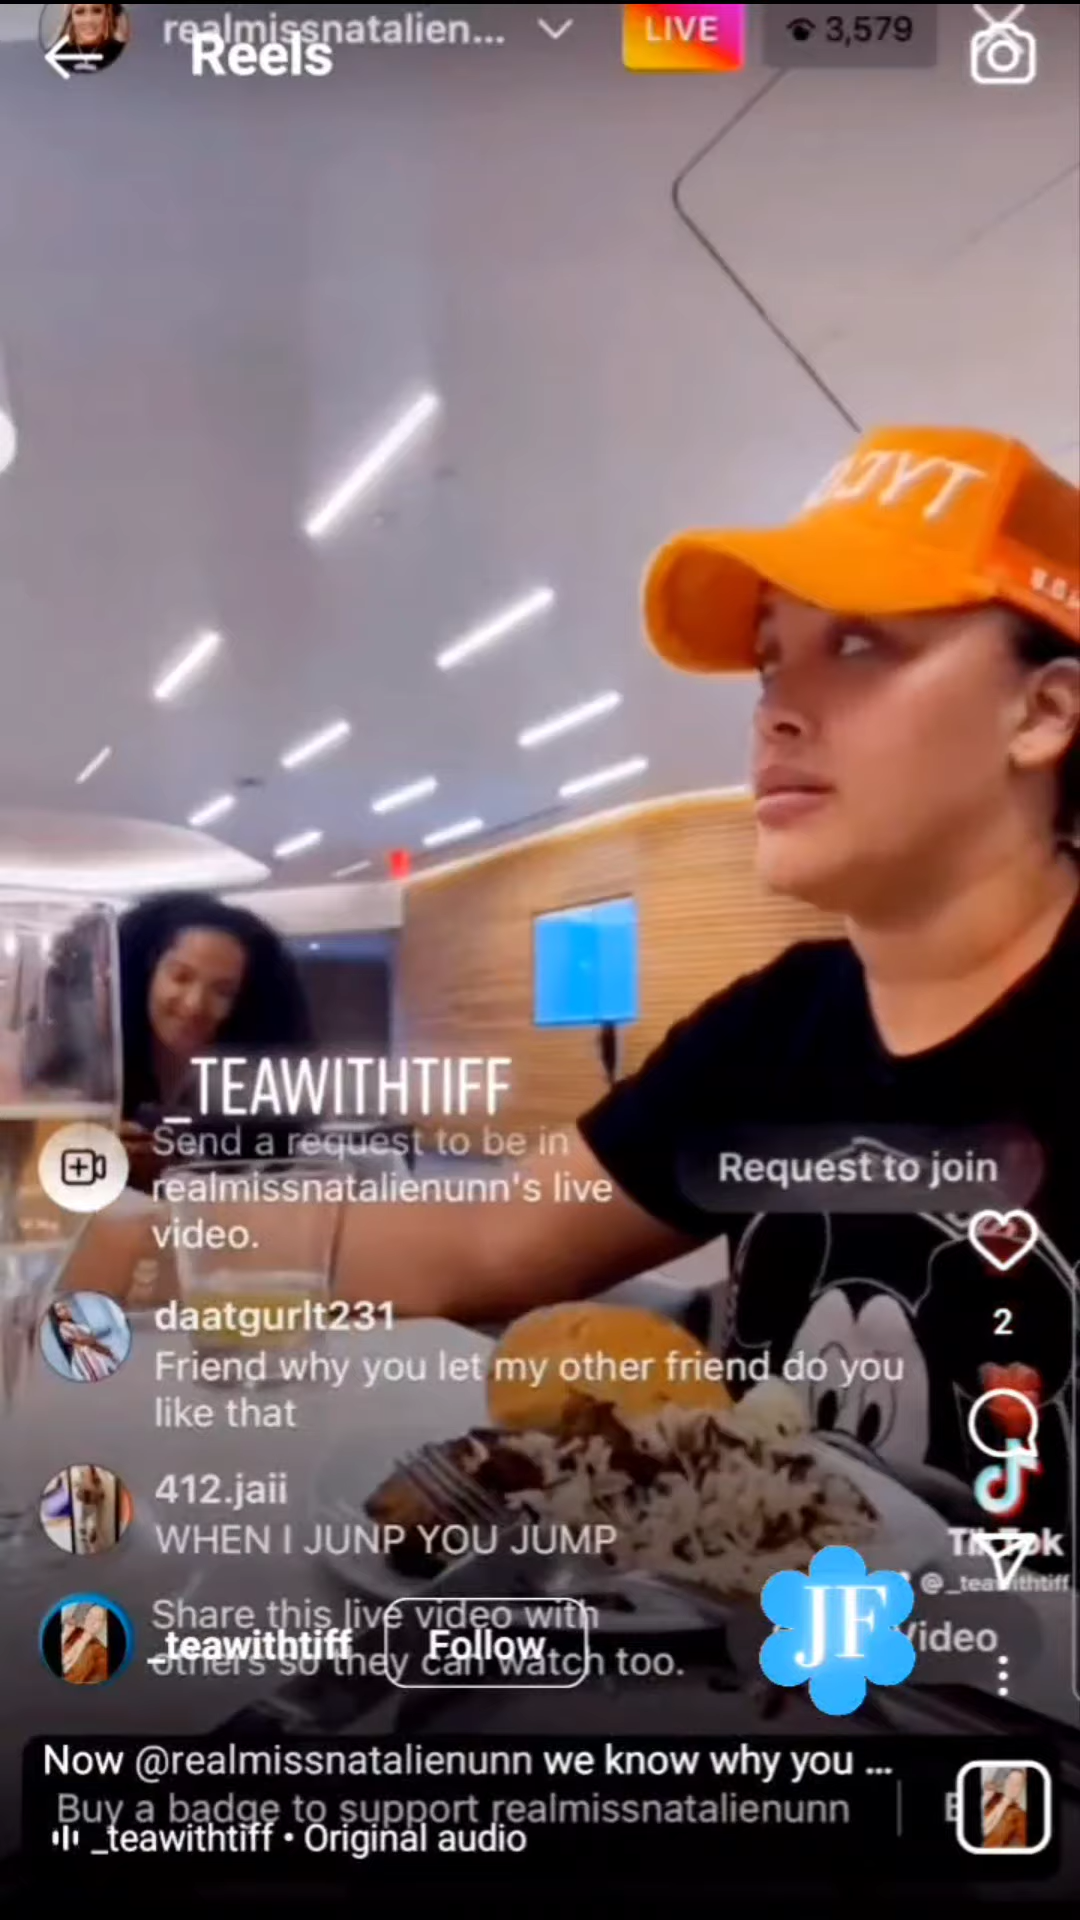 realmissnatalien...
LIVE
3,579
Reels
JYT
_TEAWITHTIFF
Send a request to be in
realmissnatalienunn's live
video.
Request to join
daatgurlt231
Friend why you let my other friend do you
like that
2
412.jaii
WHEN I JUNP YOU JUMP
TikTok
@_teawithtiff
Share this live video with
others so they can watch too.
_teawithtiff
Follow
JF
Video
Now @realmissnatalienunn we know why you ...
Buy a badge to support realmissnatalienunn
_teawithtiff • Original audio